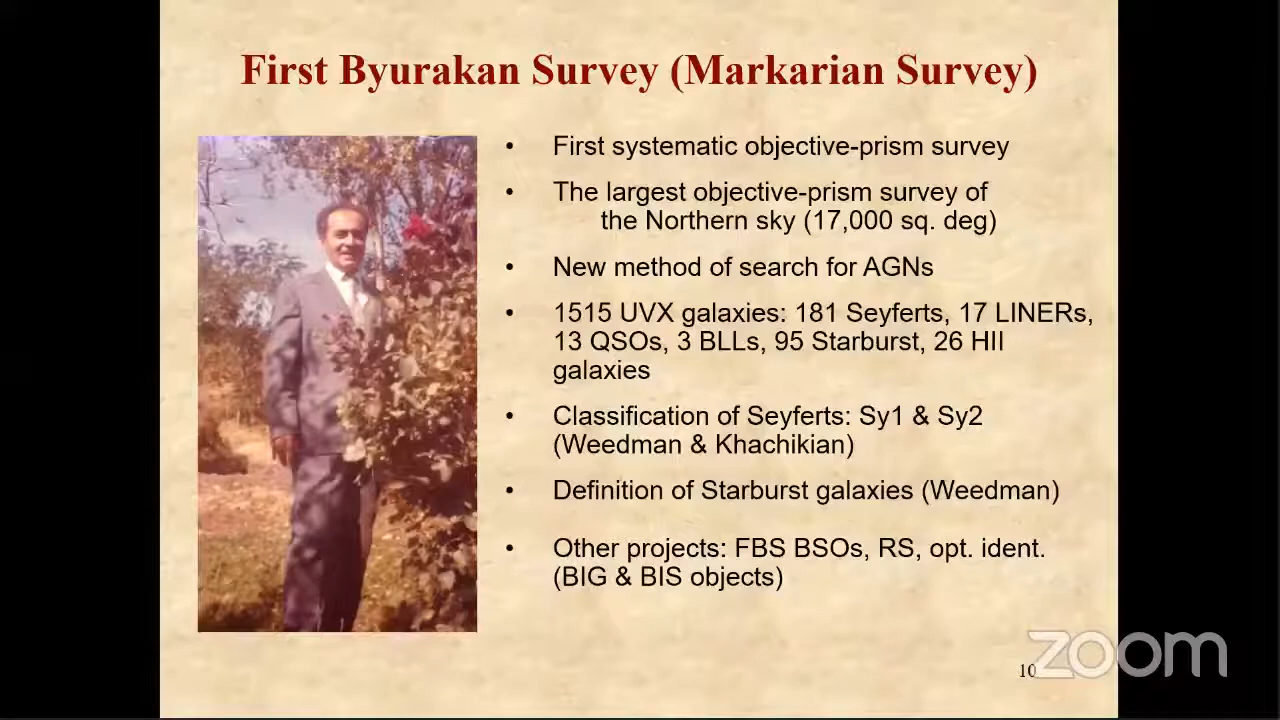 First Byurakan Survey (Markarian Survey)
• First systematic objective-prism survey
• The largest objective-prism survey of
the Northern sky (17,000 sq. deg)
• New method of search for AGNs
• 1515 UVX galaxies: 181 Seyferts, 17 LINERs,
13 QSOs, 3 BLLs, 95 Starburst, 26 HII
galaxies
• Classification of Seyferts: Sy1 & Sy2
(Weedman & Khachikian)
• Definition of Starburst galaxies (Weedman)
• Other projects: FBS BSOs, RS, opt. ident.
(BIG & BIS objects)
10
zoom